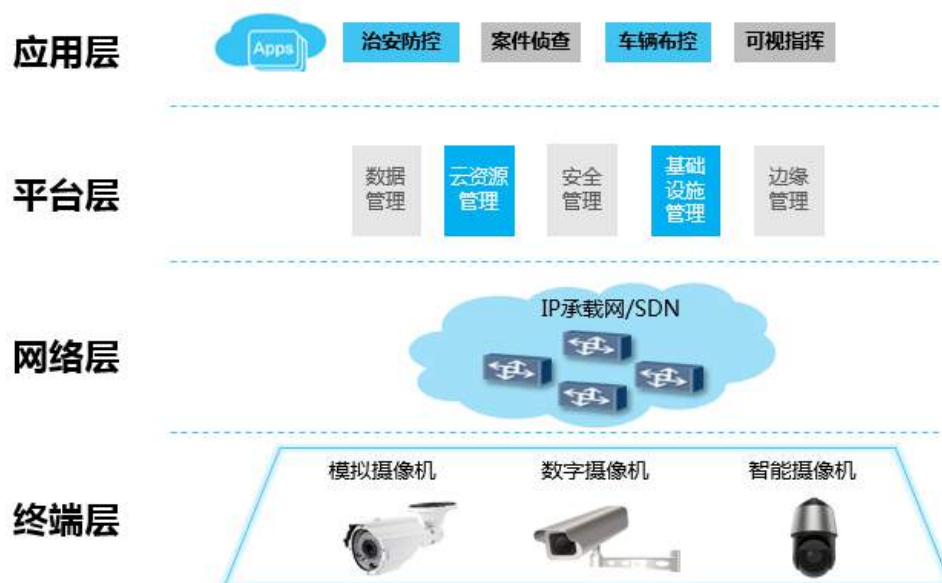 应用层
Apps
治安防控
案件侦查
车辆布控
可视指挥
平台层
数据
管理
云资源
管理
安全
管理
基础
设施
管理
边缘
管理
网络层
IP承载网/SDN
终端层
模拟摄像机
数字摄像机
智能摄像机